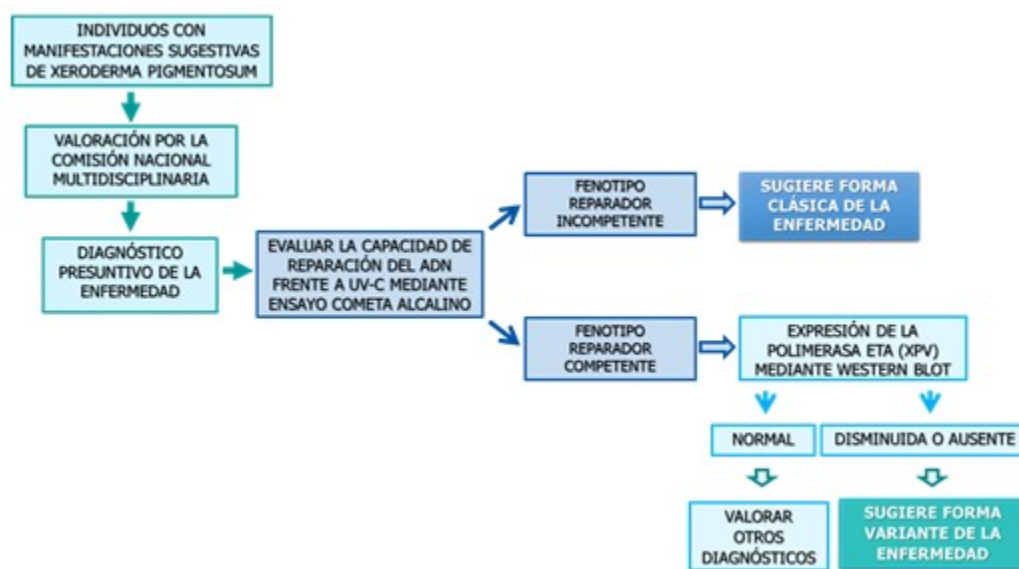 INDIVIDUOS CON
MANIFESTACIONES SUGESTIVAS
DE XERODERMA PIGMENTOSUM
VALORACIÓN POR LA
COMISIÓN NACIONAL
MULTIDISCIPLINARIA
DIAGNÓSTICO
PRESUNTIVO DE LA
ENFERMEDAD
EVALUAR LA CAPACIDAD DE
REPARACIÓN DEL ADN
FRENTE A UV-C MEDIANTE
ENSAYO COMETA ALCALINO
FENOTIPO
REPARADOR
INCOMPETENTE
SUGIERE FORMA
CLÁSICA DE LA
ENFERMEDAD
FENOTIPO
REPARADOR
COMPETENTE
EXPRESIÓN DE LA
POLIMERASA ETA (XPV)
MEDIANTE WESTERN BLOT
NORMAL
DISMINUIDA O AUSENTE
VALORAR
OTROS
DIAGNÓSTICOS
SUGIERE FORMA
VARIANTE DE LA
ENFERMEDAD